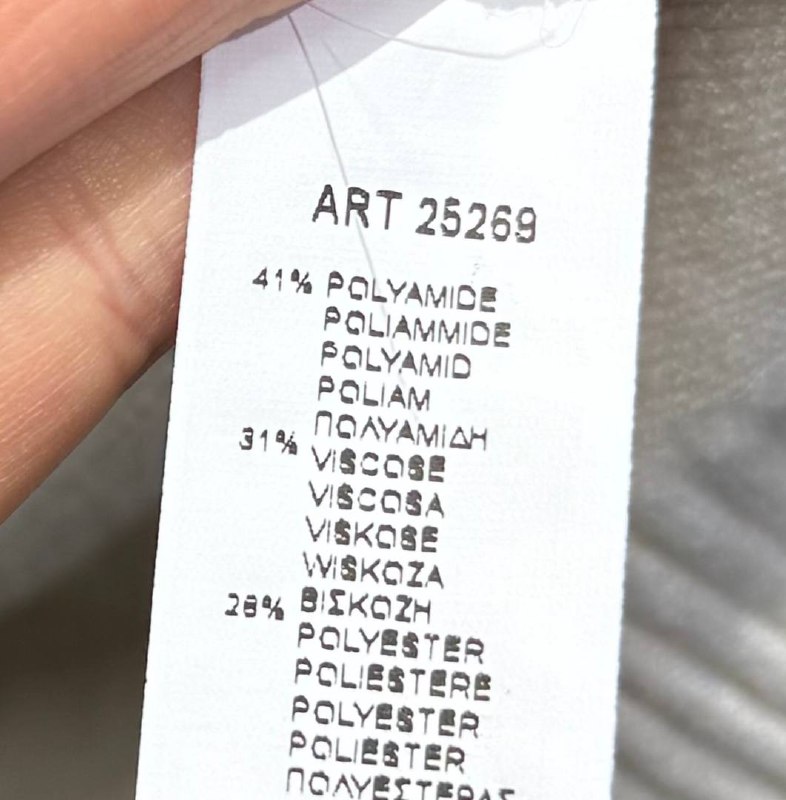 ART 25269
41% POLYAMIDE
POLIAMMIDE
POLYAMID
POLIAM
ΠΟΛΥΑΜΙΔΗ
31% VISCOSE
VISCOSA
VISKOSE
WISKOZA
28% ΒΙΣΚΟΖΗ
POLYESTER
POLIESTERE
POLYESTER
POLIESTER
ΠΟΛΥΕΣΤΕΡΑΣ